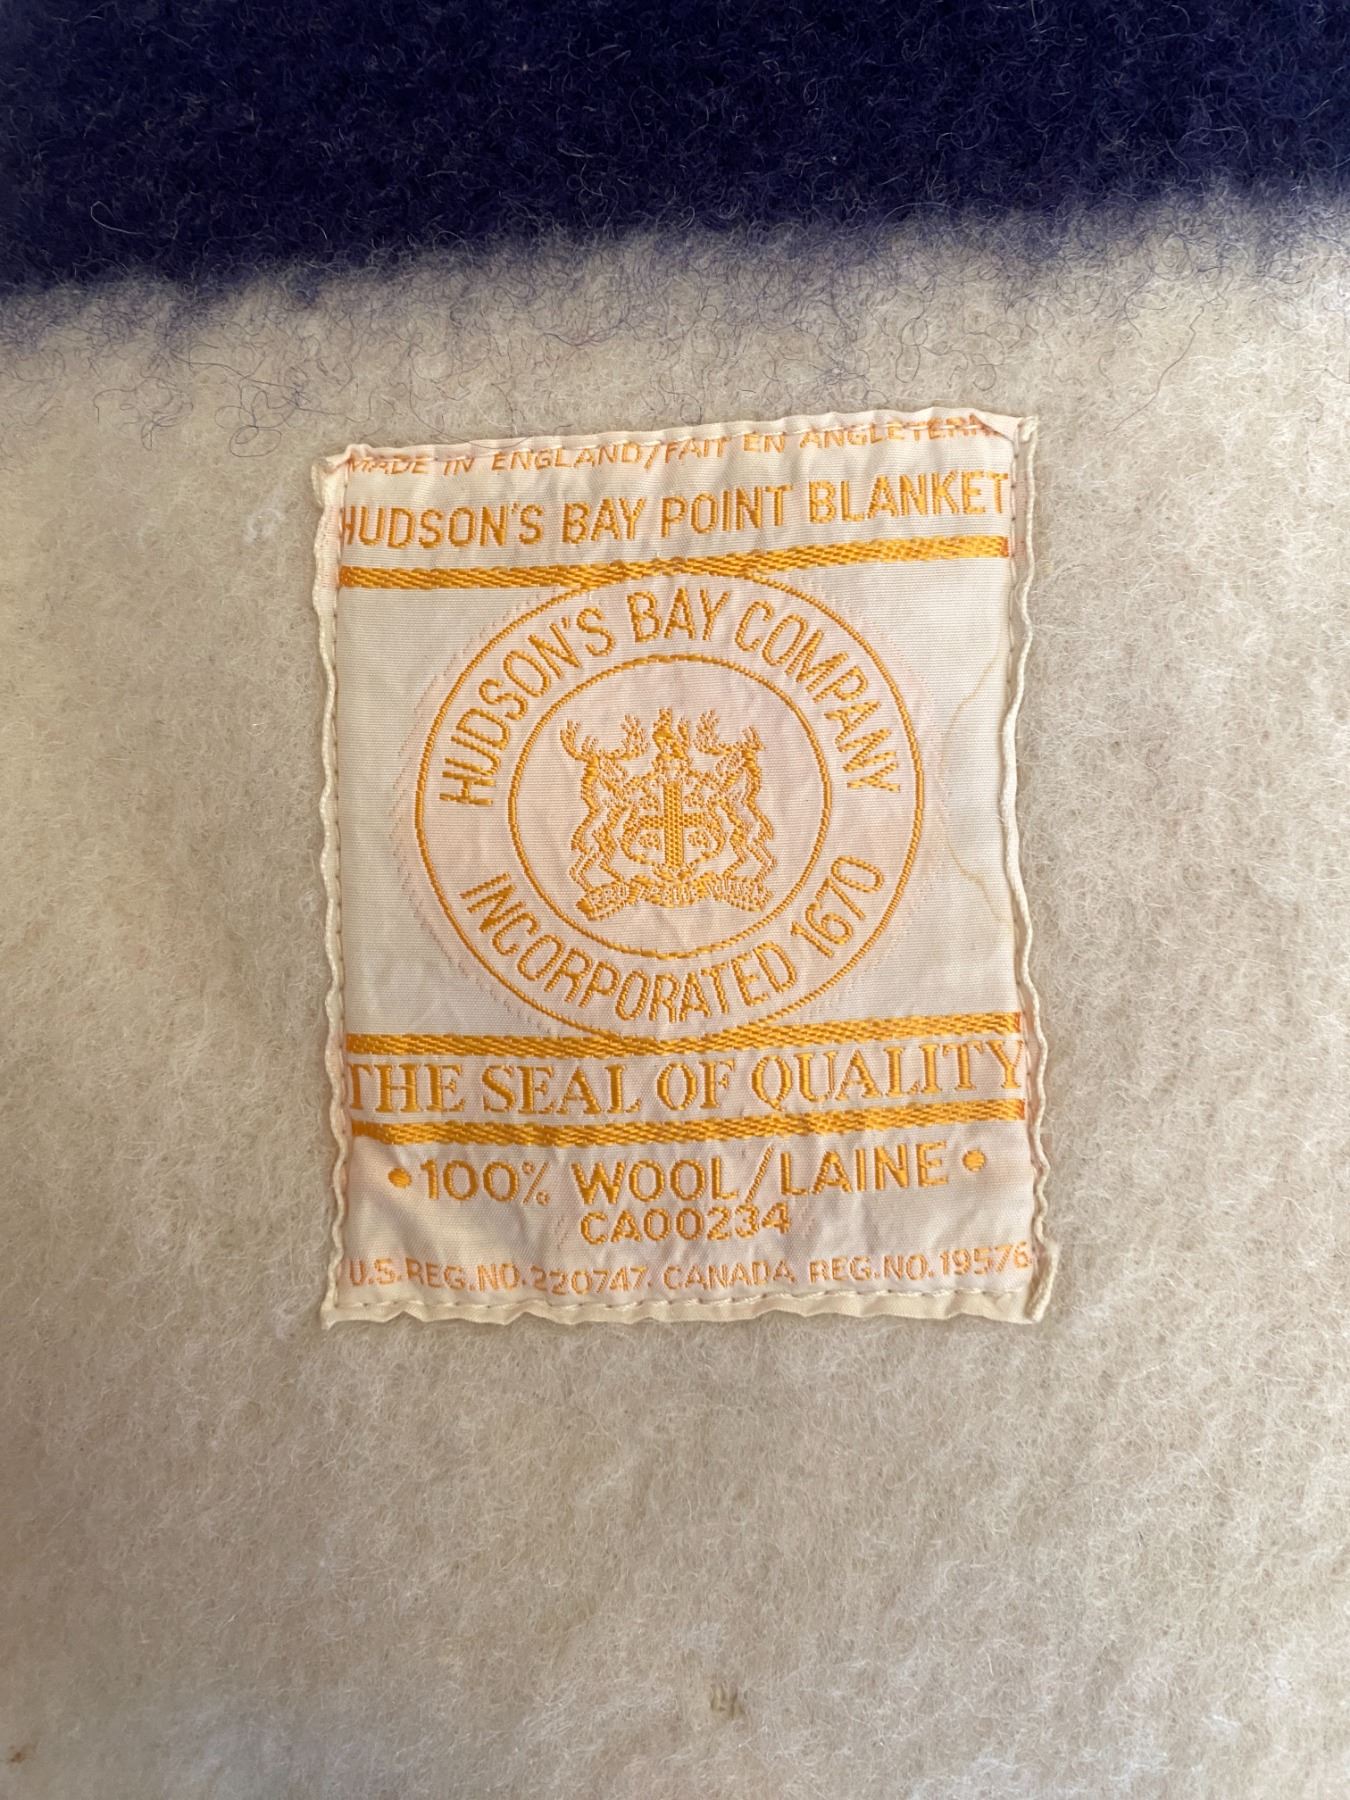 MADE IN ENGLAND/FAIT EN ANGLETERR
HUDSON'S BAY POINT BLANKET
HUDSON'S BAY COMPANY
INCORPORATED 1670
THE SEAL OF QUALITY
•100% WOOL/LAINE•
CA00234
U.S.REG.NO.220747. CANADA REG.NO.19576